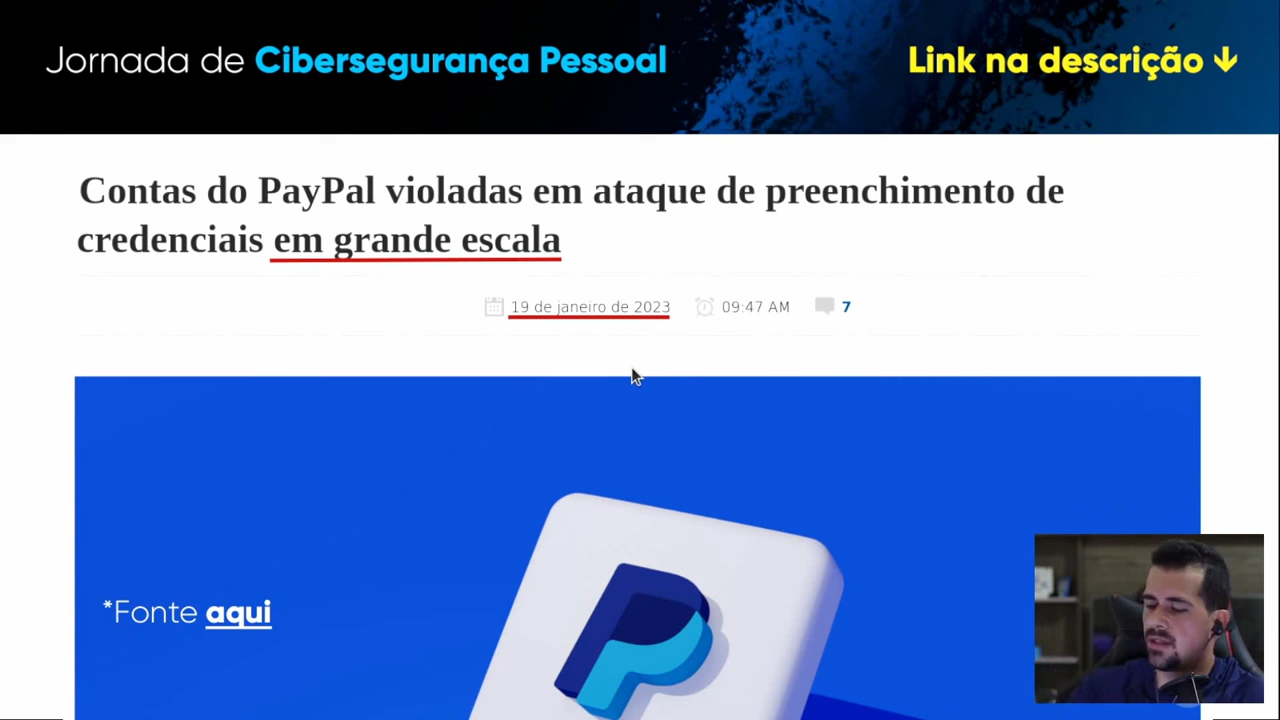 Jornada de Cibersegurança Pessoal
Link na descrição ↓
Contas do PayPal violadas em ataque de preenchimento de
credenciais em grande escala
19 de janeiro de 2023 09:47 AM 7
*Fonte aqui